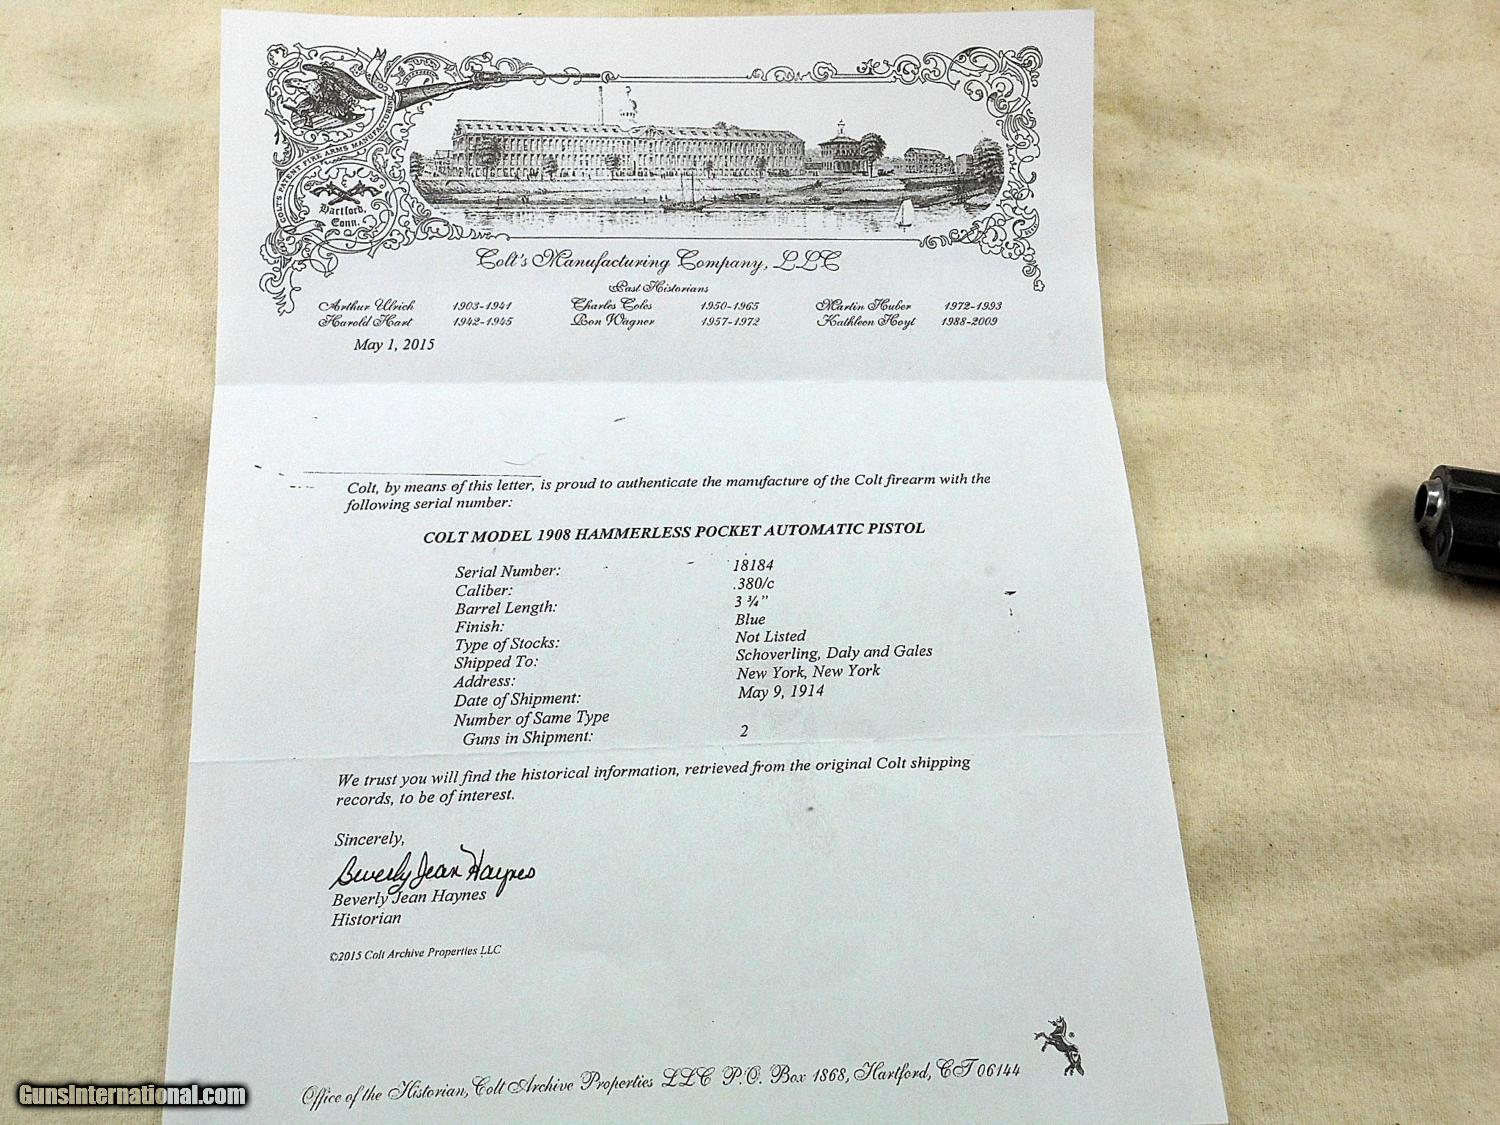 COLT'S PATENT FIRE ARMS MANUFACTURING CO.
Hartford,
Conn.
Colt's Manufacturing Company, LLC
Past Historians
Arthur Ulrich 1903-1941 Charles Coles 1950-1965 Martin Huber 1972-1993
Harold Hart 1942-1945 Ron Wagner 1957-1972 Kathleen Hoyt 1988-2009
May 1, 2015
Colt, by means of this letter, is proud to authenticate the manufacture of the Colt firearm with the
following serial number:
COLT MODEL 1908 HAMMERLESS POCKET AUTOMATIC PISTOL
Serial Number: 18184
Caliber: .380/c
Barrel Length: 3 ¾”
Finish: Blue
Type of Stocks: Not Listed
Shipped To: Schoverling, Daly and Gales
Address: New York, New York
Date of Shipment: May 9, 1914
Number of Same Type
Guns in Shipment: 2
We trust you will find the historical information, retrieved from the original Colt shipping
records, to be of interest.
Sincerely,
Beverly Jean Haynes
Beverly Jean Haynes
Historian
©2015 Colt Archive Properties LLC
Office of the Historian, Colt Archive Properties LLC P.O. Box 1868, Hartford, CT 06144
GunsInternational.com